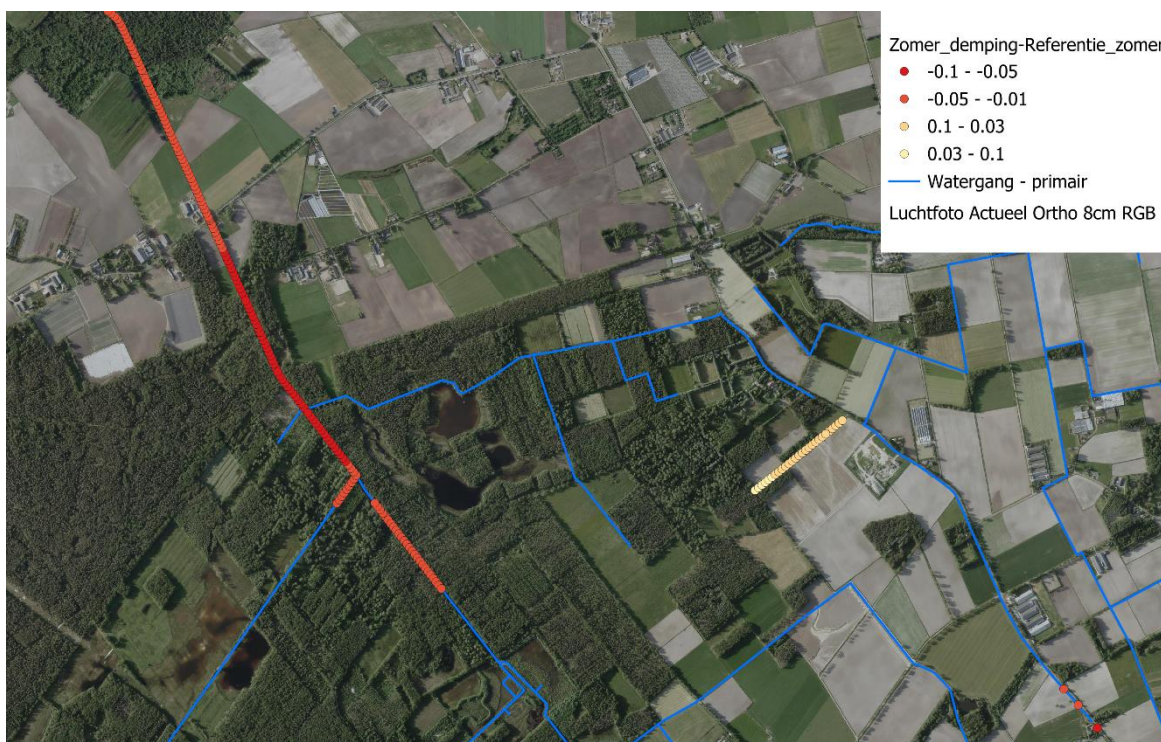 Zomer_demping-Referentie_zomer
-0.1 - -0.05
-0.05 - -0.01
0.1 - 0.03
0.03 - 0.1
Watergang - primair
Luchtfoto Actueel Ortho 8cm RGB